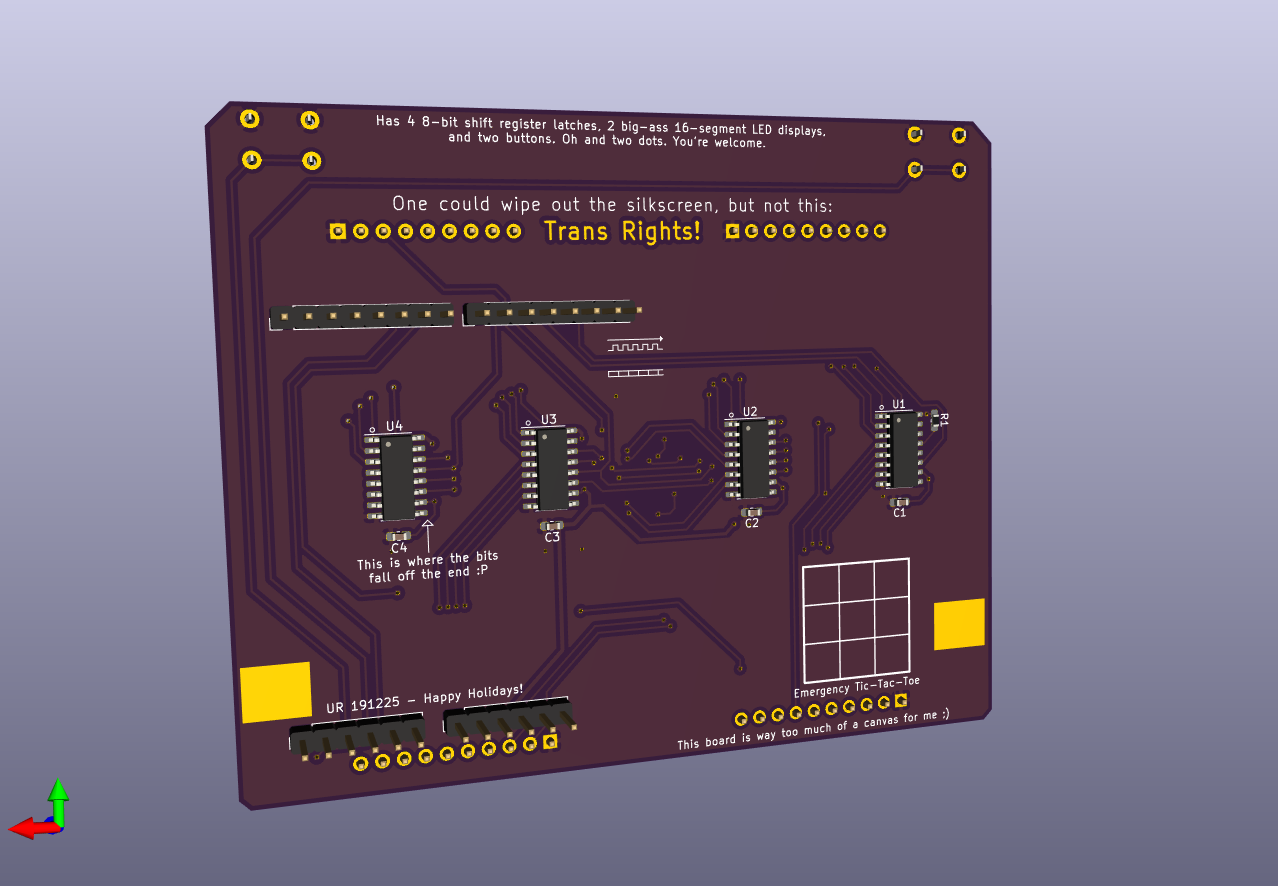 Has 4 8-bit shift register latches, 2 big-ass 16-segment LED displays,
and two buttons. Oh and two dots. You're welcome.
One could wipe out the silkscreen, but not this:
Trans Rights!
U4
U3
U2
U1
R1
C4
C3
C2
C1
This is where the bits
fall off the end :P
Emergency Tic-Tac-Toe
UR 191225 - Happy Holidays!
This board is way too much of a canvas for me ;)